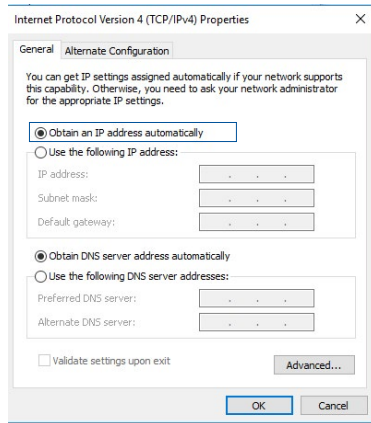 Internet Protocol Version 4 (TCP/IPv4) Properties
General Alternate Configuration
You can get IP settings assigned automatically if your network supports
this capability. Otherwise, you need to ask your network administrator
for the appropriate IP settings.
Obtain an IP address automatically
Use the following IP address:
IP address:
Subnet mask:
Default gateway:
Obtain DNS server address automatically
Use the following DNS server addresses:
Preferred DNS server:
Alternate DNS server:
Validate settings upon exit
Advanced...
OK Cancel